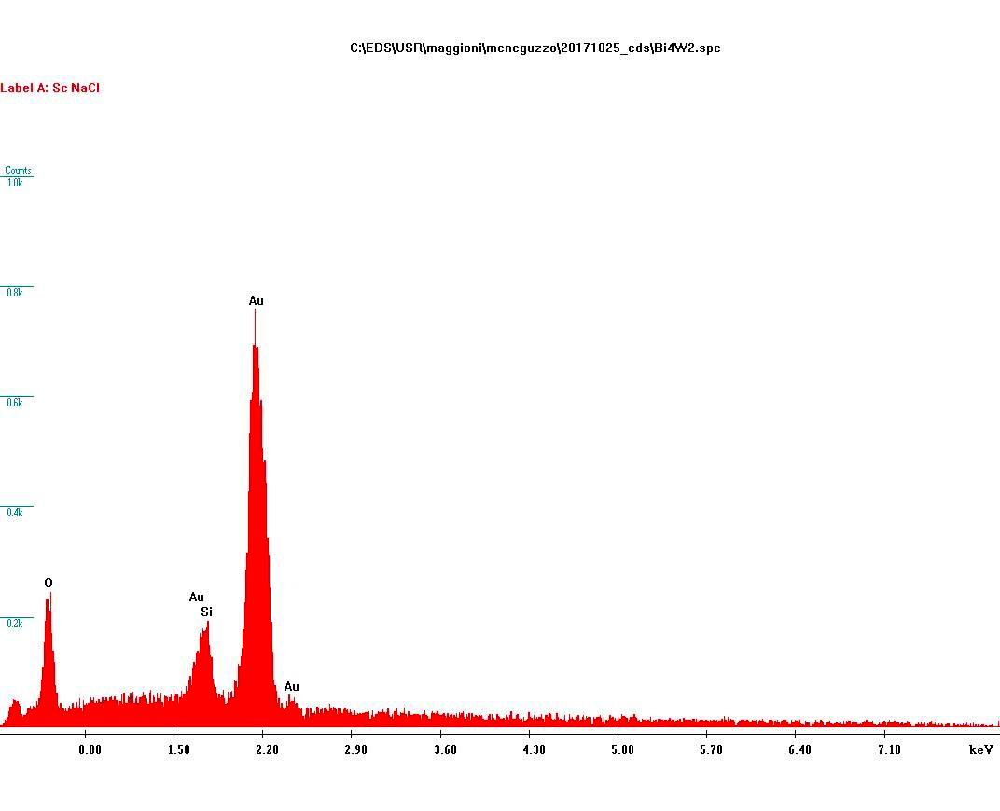 C:\EDS\USR\maggioni\meneguzzo\20171025_eds\Bi4W2.spc
Label A: Sc NaCl
Counts
1.0k
0.8k
Au
0.6k
0.4k
O
Au
Si
0.2k
Au
0.80 1.50 2.20 2.90 3.60 4.30 5.00 5.70 6.40 7.10 keV